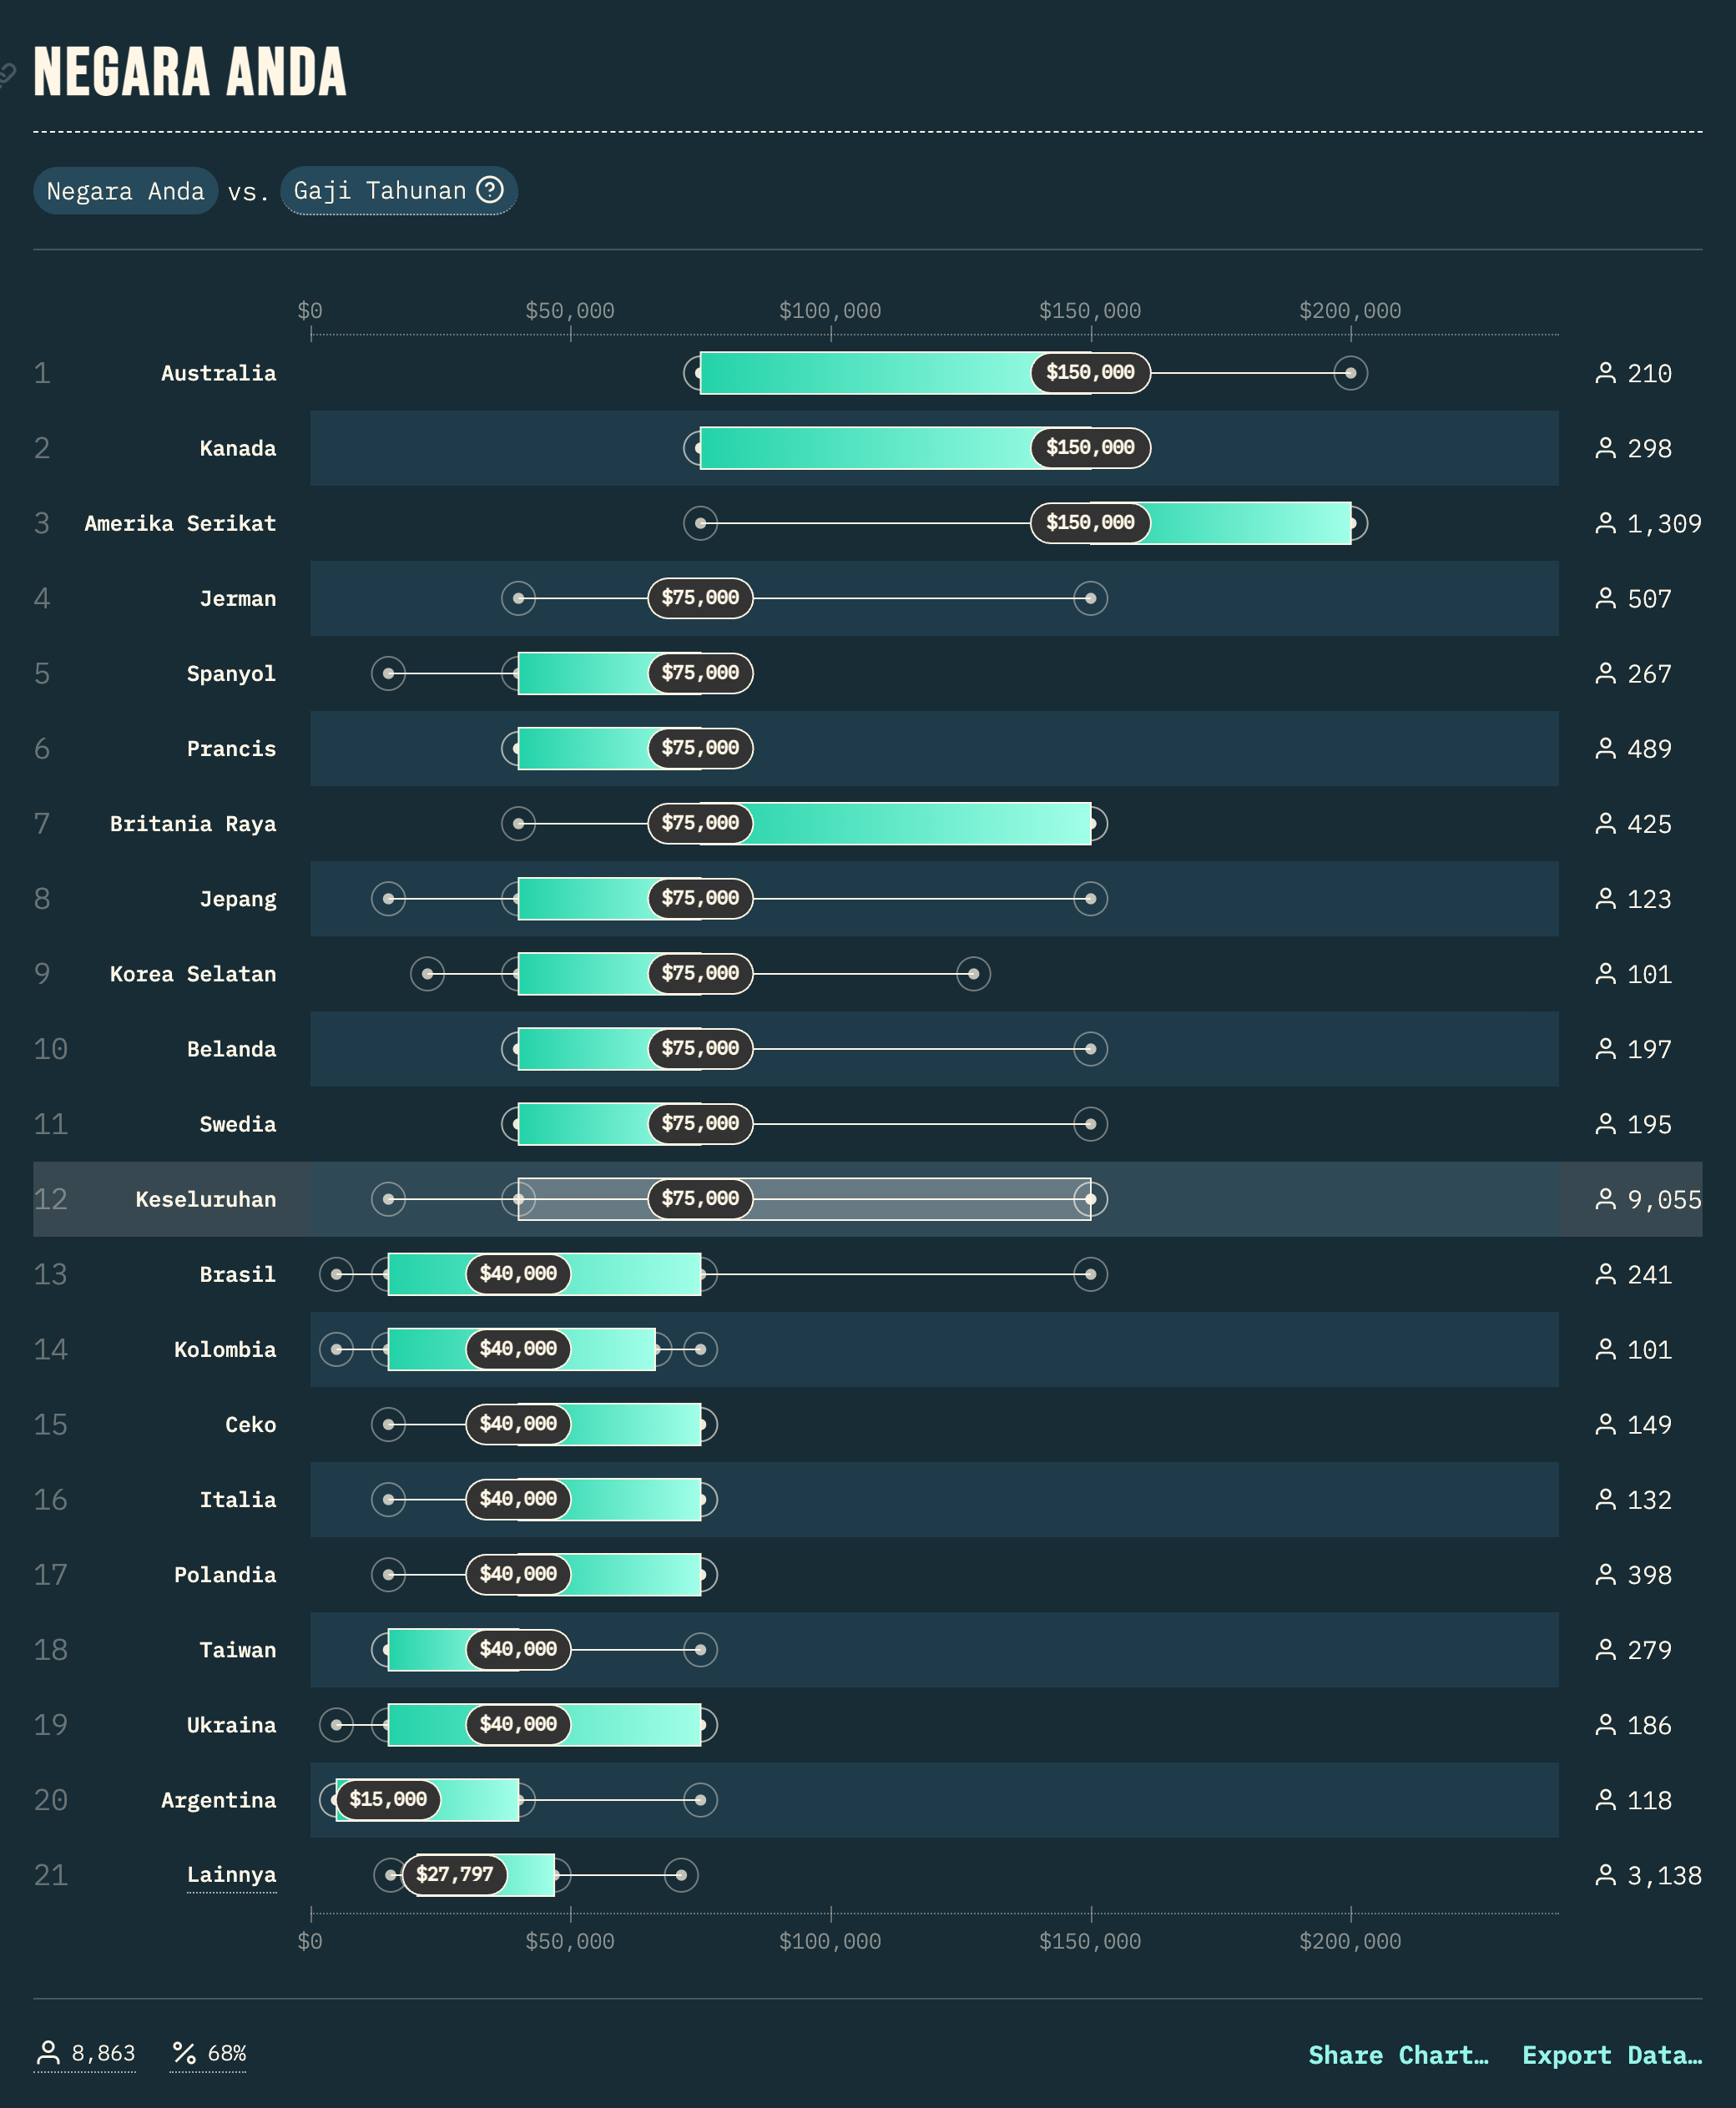 NEGARA ANDA
Negara Anda vs. Gaji Tahunan ?
$0 $50,000 $100,000 $150,000 $200,000
1 Australia $150,000 210
2 Kanada $150,000 298
3 Amerika Serikat $150,000 1,309
4 Jerman $75,000 507
5 Spanyol $75,000 267
6 Prancis $75,000 489
7 Britania Raya $75,000 425
8 Jepang $75,000 123
9 Korea Selatan $75,000 101
10 Belanda $75,000 197
11 Swedia $75,000 195
12 Keseluruhan $75,000 9,055
13 Brasil $40,000 241
14 Kolombia $40,000 101
15 Ceko $40,000 149
16 Italia $40,000 132
17 Polandia $40,000 398
18 Taiwan $40,000 279
19 Ukraina $40,000 186
20 Argentina $15,000 118
21 Lainnya $27,797 3,138
$0 $50,000 $100,000 $150,000 $200,000
8,863 % 68% Share Chart… Export Data…